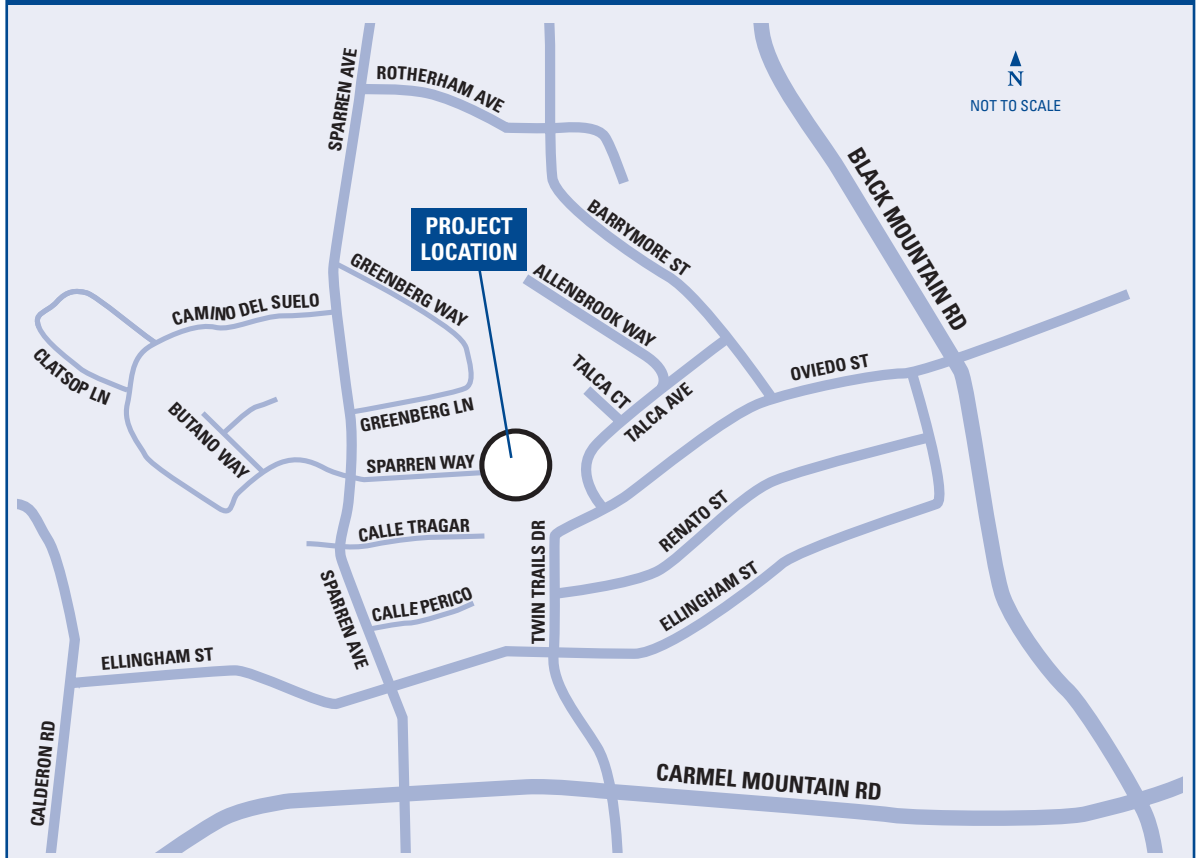 SPARREN AVE
ROTHERHAM AVE
N
NOT TO SCALE
BLACK MOUNTAIN RD
PROJECT
LOCATION
BARRYMORE ST
GREENBERG WAY
ALLENBROOK WAY
CAMINO DEL SUELO
CLATSOP LN
TALCA CT
OVIEDO ST
TALCA AVE
BUTANO WAY
GREENBERG LN
SPARREN WAY
CALLE TRAGAR
RENATO ST
TWIN TRAILS DR
SPARREN AVE
CALLE PERICO
ELLINGHAM ST
ELLINGHAM ST
CALDERON RD
CARMEL MOUNTAIN RD